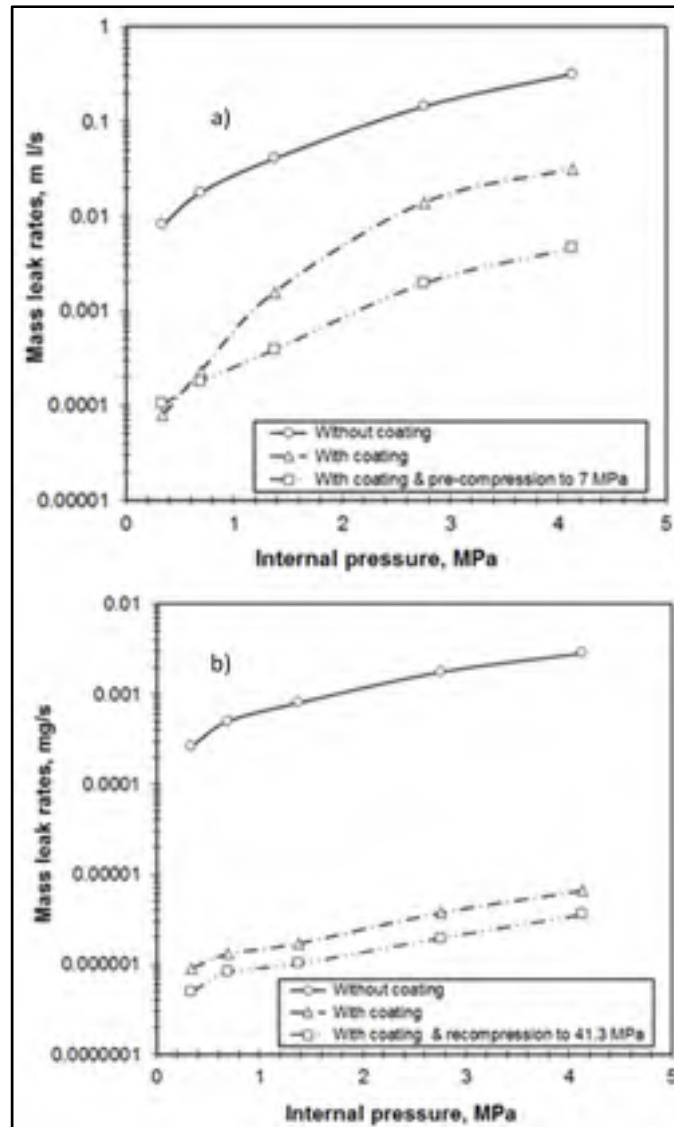 a)
Mass leak rates, m l/s
1
0.1
0.01
0.001
0.0001
0.00001
Without coating
With coating
With coating & pre-compression to 7 MPa
0 1 2 3 4 5
Internal pressure, MPa
b)
Mass leak rates, mg/s
0.01
0.001
0.0001
0.00001
0.000001
0.0000001
Without coating
With coating
With coating & recompression to 41.3 MPa
0 1 2 3 4 5
Internal pressure, MPa